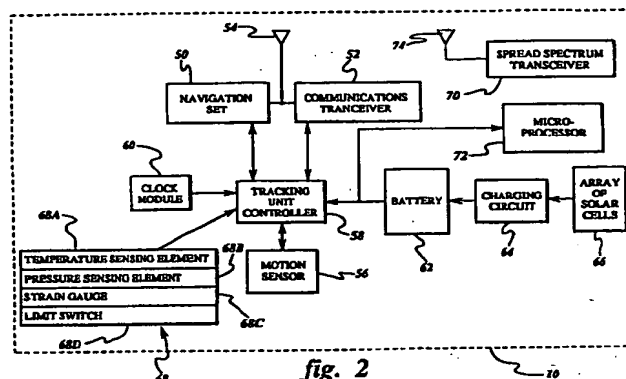 54
74
50
52
SPREAD SPECTRUM
TRANSCEIVER
NAVIGATION
SET
COMMUNICATIONS
TRANCEIVER
70
MICRO-
PROCESSOR
60
72
CLOCK
MODULE
TRACKING
UNIT
CONTROLLER
BATTERY
CHARGING
CIRCUIT
ARRAY
OF
SOLAR
CELLS
68A
58
62
64
66
TEMPERATURE SENSING ELEMENT
68B
PRESSURE SENSING ELEMENT
MOTION
SENSOR
56
STRAIN GAUGE
68C
LIMIT SWITCH
68D
68
fig. 2
10